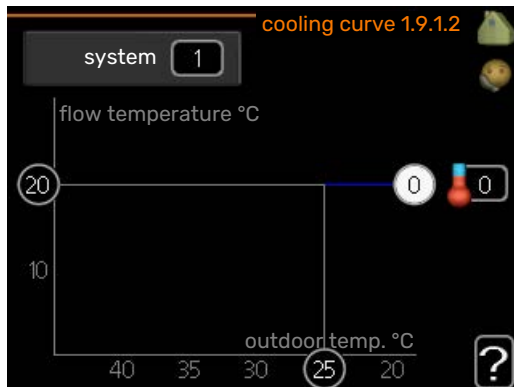 cooling curve 1.9.1.2
system 1
flow temperature °C
20 0 0
10
outdoor temp. °C
40 35 30 25 20
?